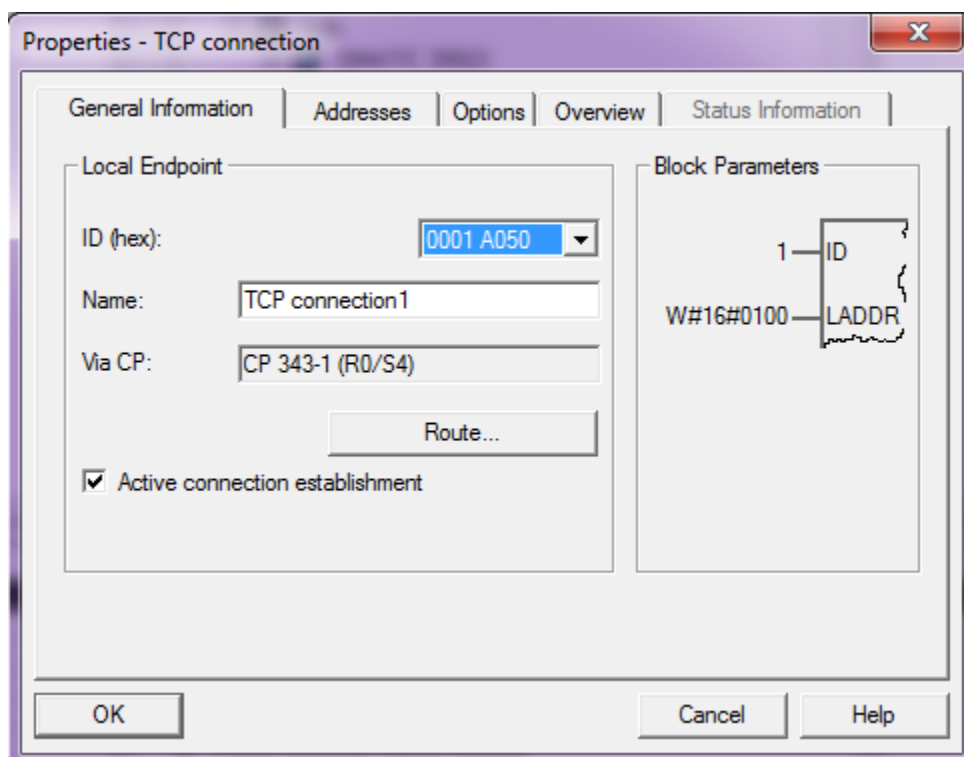 Properties - TCP connection
General Information
Addresses
Options
Overview
Status Information
Local Endpoint
ID (hex):
0001 A050
Name:
TCP connection1
Via CP:
CP 343-1 (R0/S4)
Route...
Active connection establishment
Block Parameters
1
ID
W#16#0100
LADDR
OK
Cancel
Help